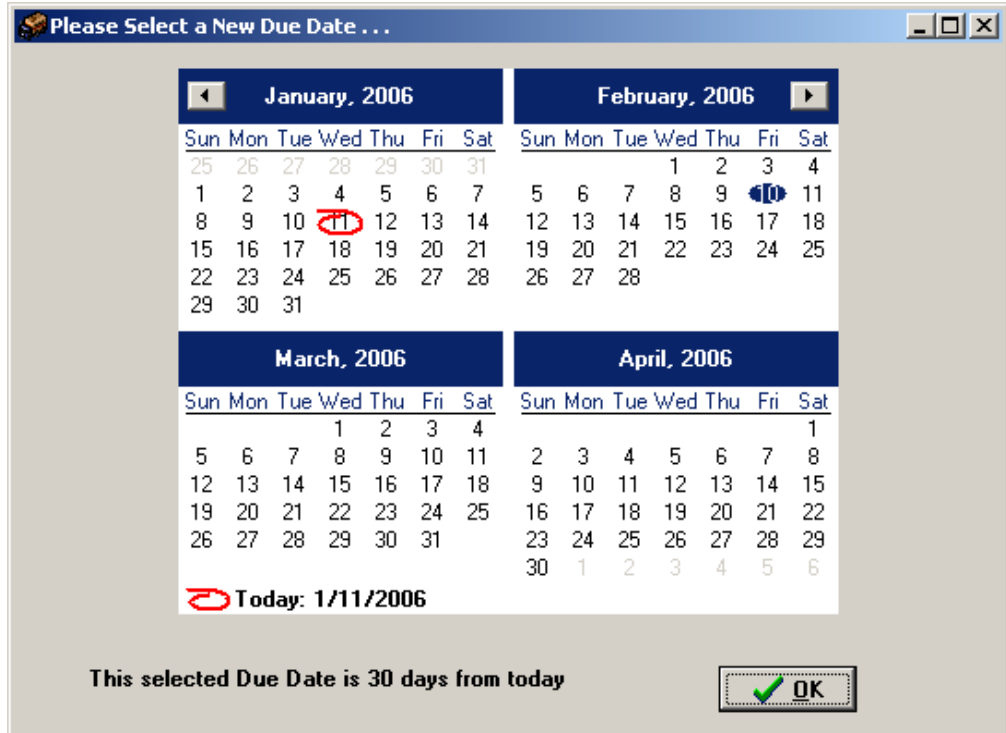 Please Select a New Due Date . . .
January, 2006
Sun Mon Tue Wed Thu Fri Sat
25 26 27 28 29 30 31
1 2 3 4 5 6 7
8 9 10 11 12 13 14
15 16 17 18 19 20 21
22 23 24 25 26 27 28
29 30 31
February, 2006
Sun Mon Tue Wed Thu Fri Sat
1 2 3 4
5 6 7 8 9 10 11
12 13 14 15 16 17 18
19 20 21 22 23 24 25
26 27 28
March, 2006
Sun Mon Tue Wed Thu Fri Sat
1 2 3 4
5 6 7 8 9 10 11
12 13 14 15 16 17 18
19 20 21 22 23 24 25
26 27 28 29 30 31
April, 2006
Sun Mon Tue Wed Thu Fri Sat
1
2 3 4 5 6 7 8
9 10 11 12 13 14 15
16 17 18 19 20 21 22
23 24 25 26 27 28 29
30 1 2 3 4 5 6
Today: 1/11/2006
This selected Due Date is 30 days from today
OK